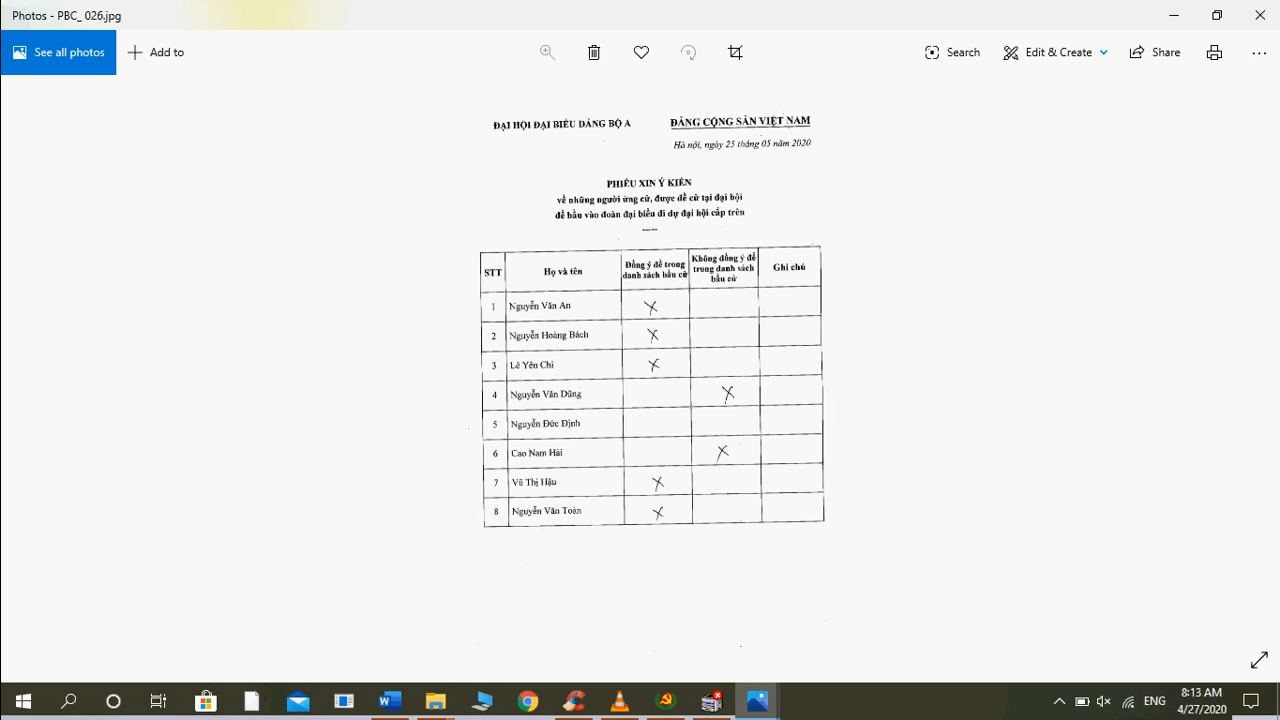 Photos - PBC_ 026.jpg
See all photos
Add to
Search
Edit & Create
Share
ĐẠI HỘI ĐẠI BIỂU ĐẢNG BỘ A
ĐẢNG CỘNG SẢN VIỆT NAM
Hà nội, ngày 25 tháng 05 năm 2020
PHIẾU XIN Ý KIẾN
về những người ứng cử, được đề cử tại đại hội
để bầu vào đoàn đại biểu đi dự đại hội cấp trên
STT Họ và tên Đồng ý để trong danh sách bầu cử Không đồng ý để trong danh sách bầu cử Ghi chú
1 Nguyễn Văn An X
2 Nguyễn Hoàng Bách X
3 Lê Yên Chi X
4 Nguyễn Văn Dũng X
5 Nguyễn Đức Định
6 Cao Nam Hải X
7 Vũ Thị Hậu X
8 Nguyễn Văn Toàn X
ENG
8:13 AM
4/27/2020